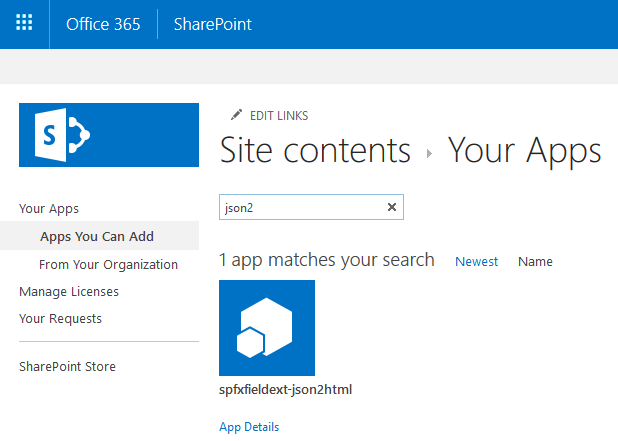 Office 365 SharePoint
S
EDIT LINKS
Site contents ▸ Your Apps
json2
Your Apps
Apps You Can Add
From Your Organization
Manage Licenses
Your Requests
SharePoint Store
1 app matches your search Newest Name
spfxfieldext-json2html
App Details